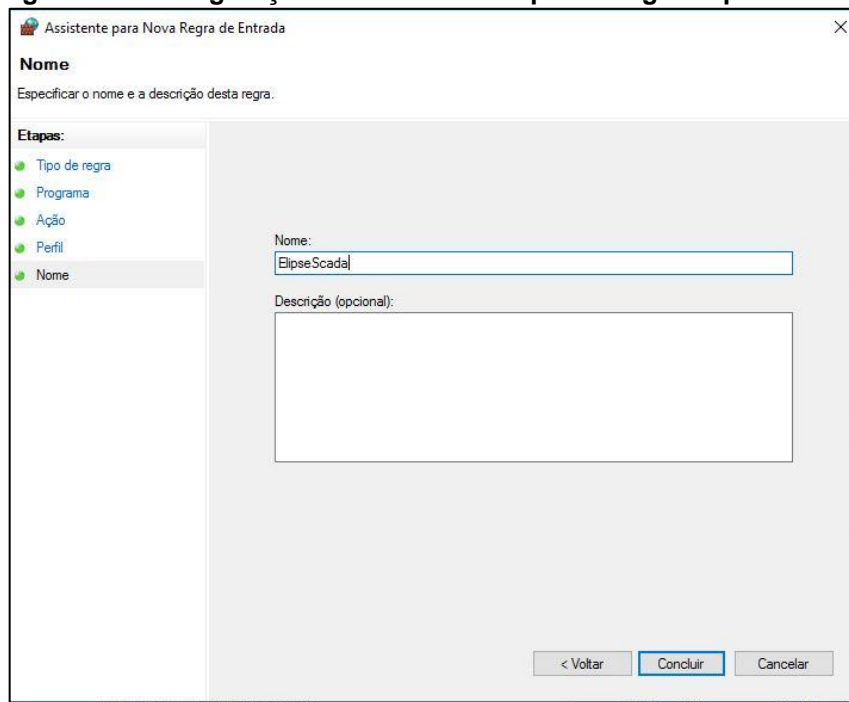 Assistente para Nova Regra de Entrada
Nome
Especificar o nome e a descrição desta regra.
Etapas:
Tipo de regra
Programa
Ação
Perfil
Nome
Nome:
ElipseScada
Descrição (opcional):
< Voltar
Concluir
Cancelar